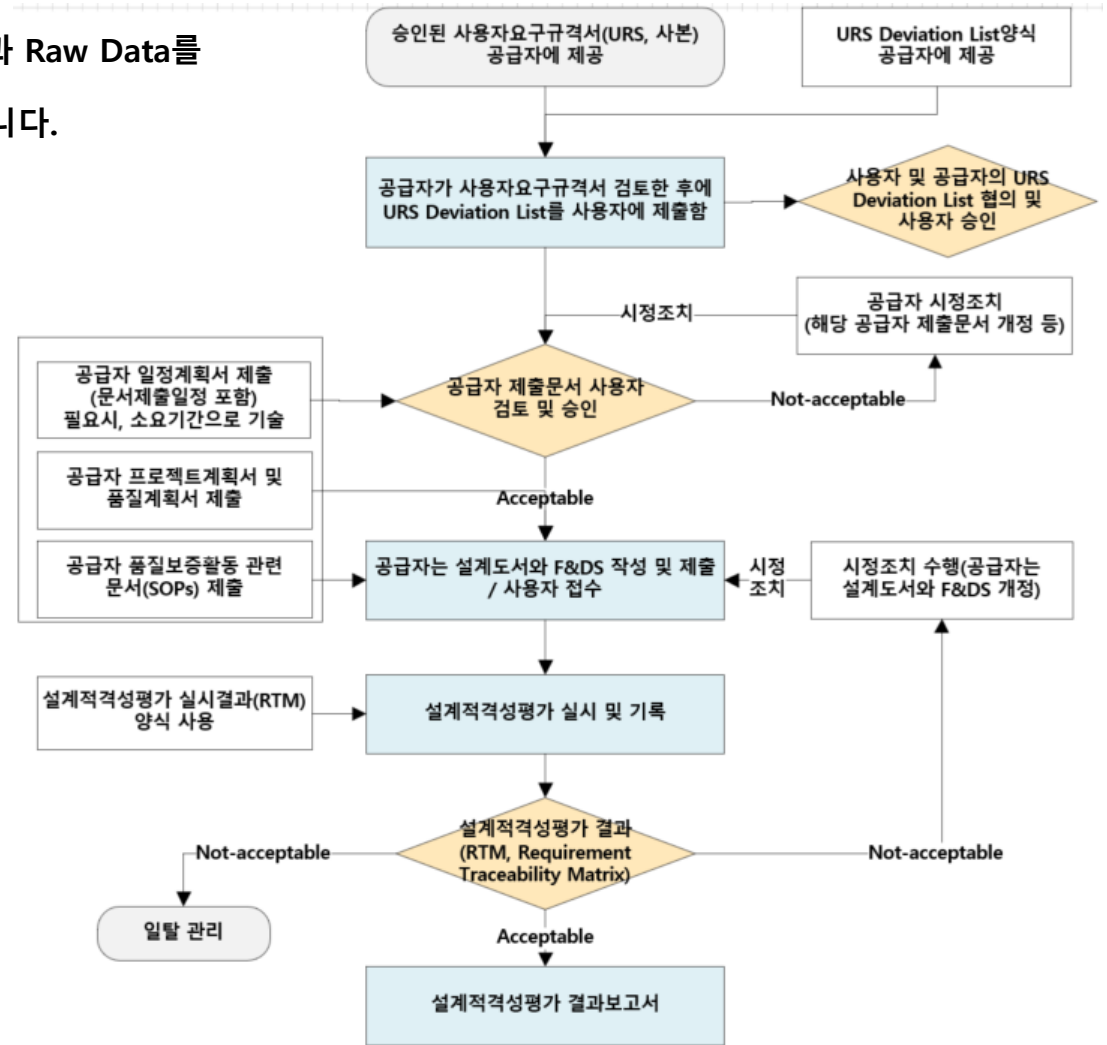 Raw Data를
니다.
승인된 사용자요구규격서(URS, 사본)
공급자에 제공
URS Deviation List양식
공급자에 제공
공급자가 사용자요구규격서 검토한 후에
URS Deviation List를 사용자에 제출함
사용자 및 공급자의 URS
Deviation List 협의 및
사용자 승인
시정조치
공급자 시정조치
(해당 공급자 제출문서 개정 등)
공급자 일정계획서 제출
(문서제출일정 포함)
필요시, 소요기간으로 기술
공급자 제출문서 사용자
검토 및 승인
Not-acceptable
공급자 프로젝트계획서 및
품질계획서 제출
Acceptable
공급자 품질보증활동 관련
문서(SOPs) 제출
공급자는 설계도서와 F&DS 작성 및 제출
/ 사용자 접수
시정
조치
시정조치 수행(공급자는
설계도서와 F&DS 개정)
설계적격성평가 실시결과(RTM)
양식 사용
설계적격성평가 실시 및 기록
설계적격성평가 결과
(RTM, Requirement
Traceability Matrix)
Not-acceptable
Not-acceptable
일탈 관리
Acceptable
설계적격성평가 결과보고서